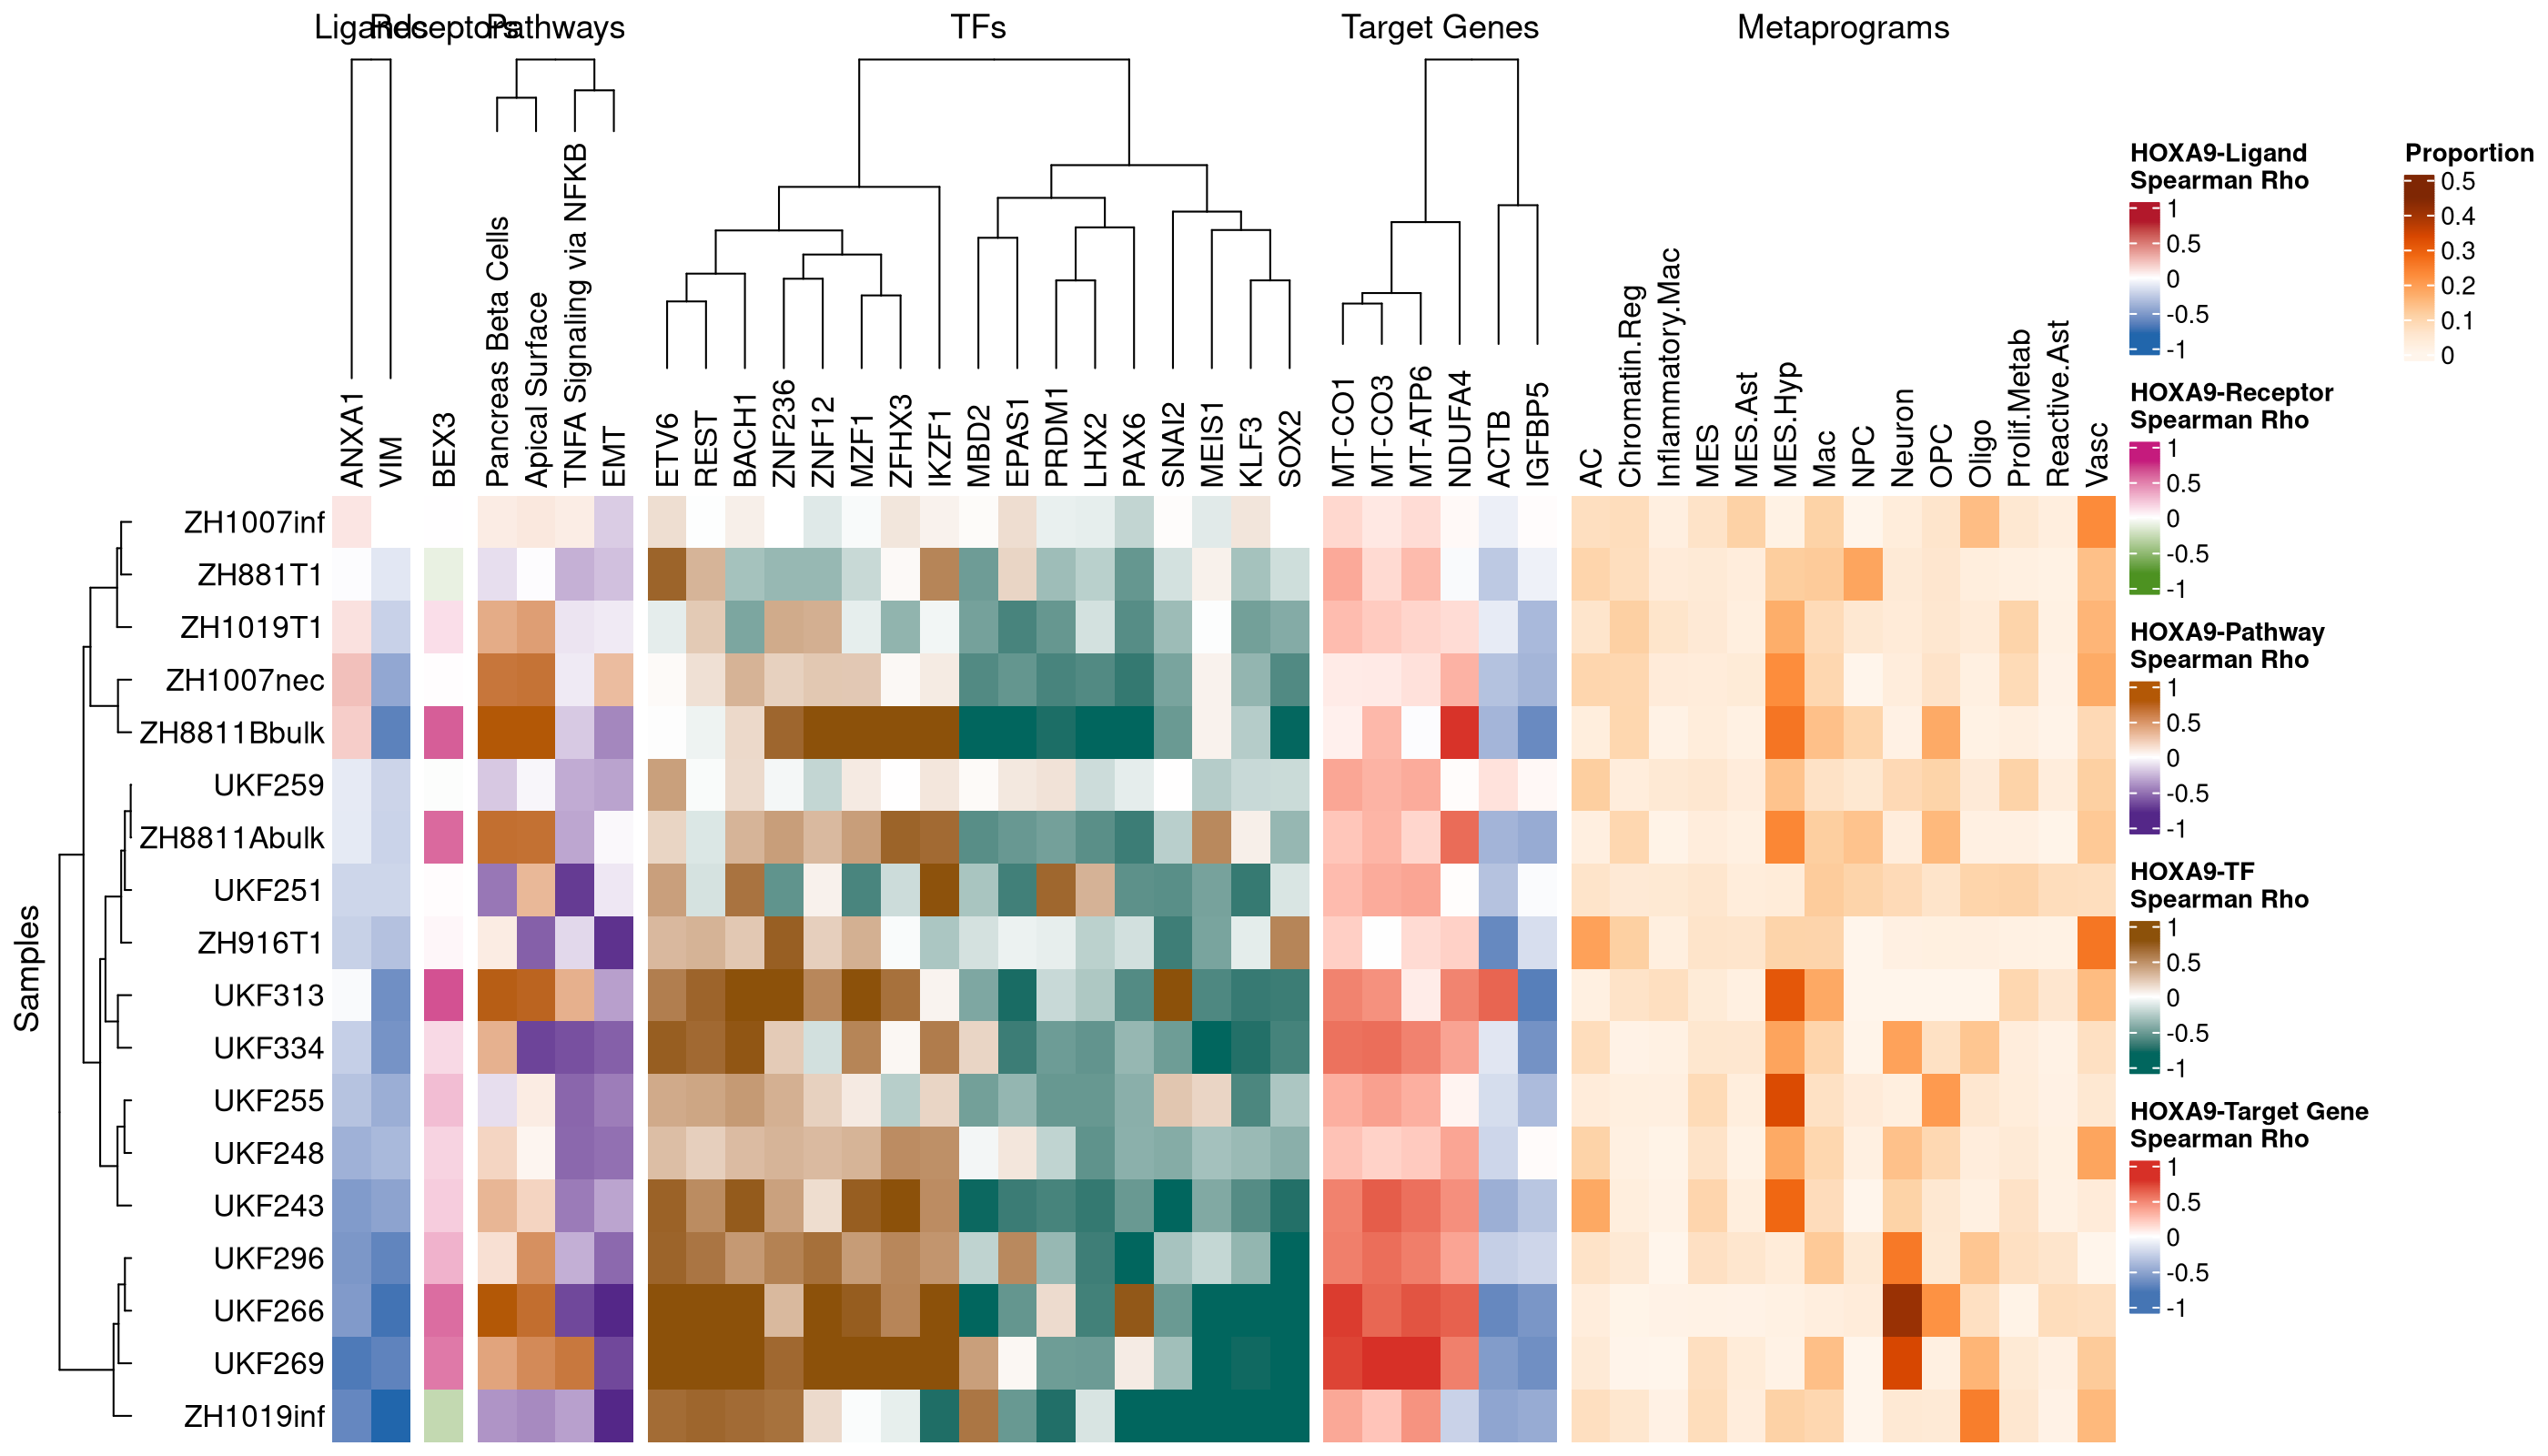 Ligands
Receptors
Pathways
TFs
Target Genes
Metaprograms
ANXA1
VIM
BEX3
Pancreas Beta Cells
Apical Surface
TNFA Signaling via NFKB
EMT
ETV6
REST
BACH1
ZNF236
ZNF12
MZF1
ZFHX3
IKZF1
MBD2
EPAS1
PRDM1
LHX2
PAX6
SNAI2
MEIS1
KLF3
SOX2
MT-CO1
MT-CO3
MT-ATP6
NDUFA4
ACTB
IGFBP5
AC
Chromatin.Reg
Inflammatory.Mac
MES
MES.Ast
MES.Hyp
Mac
NPC
Neuron
OPC
Oligo
Prolif.Metab
Reactive.Ast
Vasc
Samples
ZH1007inf
ZH881T1
ZH1019T1
ZH1007nec
ZH8811Bbulk
UKF259
ZH8811Abulk
UKF251
ZH916T1
UKF313
UKF334
UKF255
UKF248
UKF243
UKF296
UKF266
UKF269
ZH1019inf
HOXA9-Ligand
Spearman Rho
1
0.5
0
-0.5
-1
HOXA9-Receptor
Spearman Rho
1
0.5
0
-0.5
-1
HOXA9-Pathway
Spearman Rho
1
0.5
0
-0.5
-1
HOXA9-TF
Spearman Rho
1
0.5
0
-0.5
-1
HOXA9-Target Gene
Spearman Rho
1
0.5
0
-0.5
-1
Proportion
0.5
0.4
0.3
0.2
0.1
0